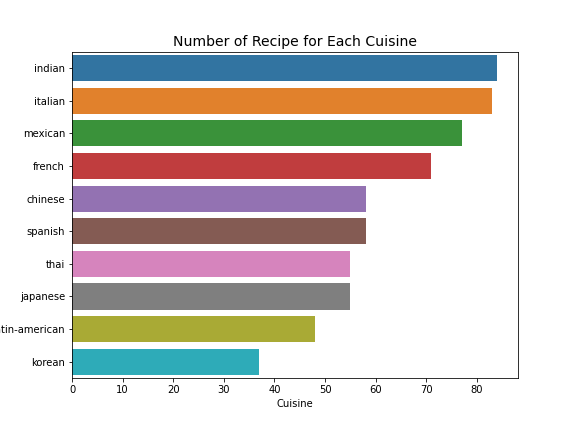 Number of Recipe for Each Cuisine
indian
italian
mexican
french
chinese
spanish
thai
japanese
tin-american
korean
0 10 20 30 40 50 60 70 80
Cuisine